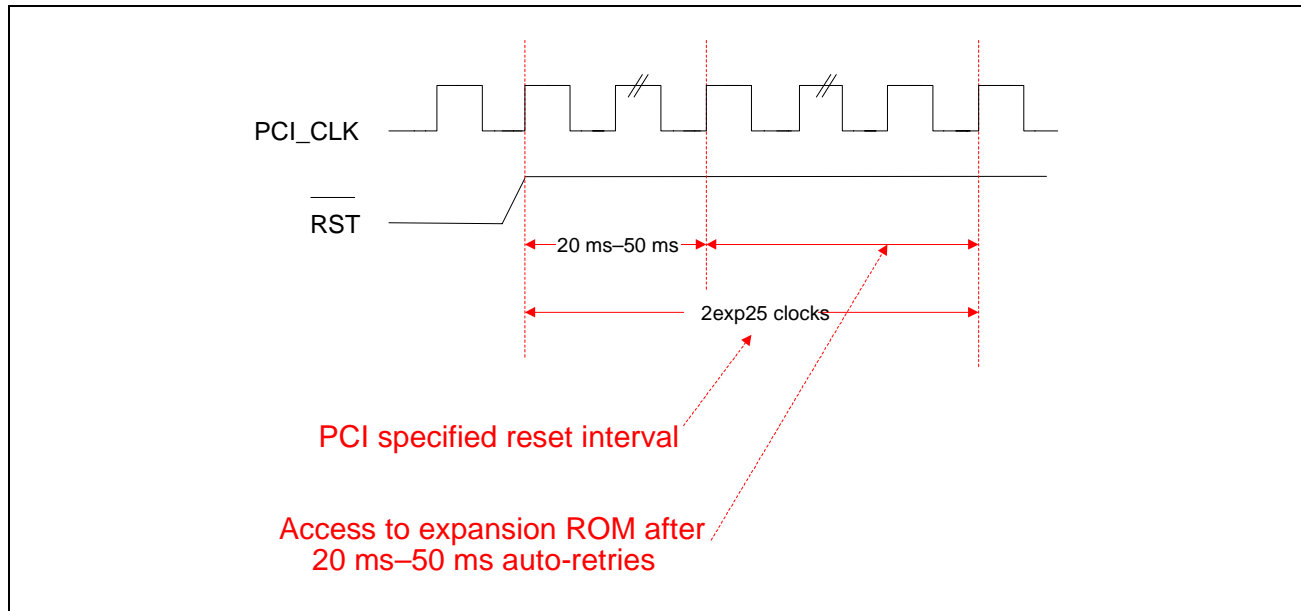 PCI_CLK
RST
20 ms–50 ms
2exp25 clocks
PCI specified reset interval
Access to expansion ROM after
20 ms–50 ms auto-retries